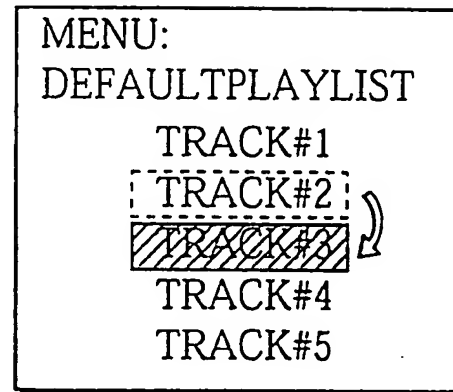 MENU:
DEFAULTPLAYLIST
TRACK#1
TRACK#2
TRACK#3
TRACK#4
TRACK#5